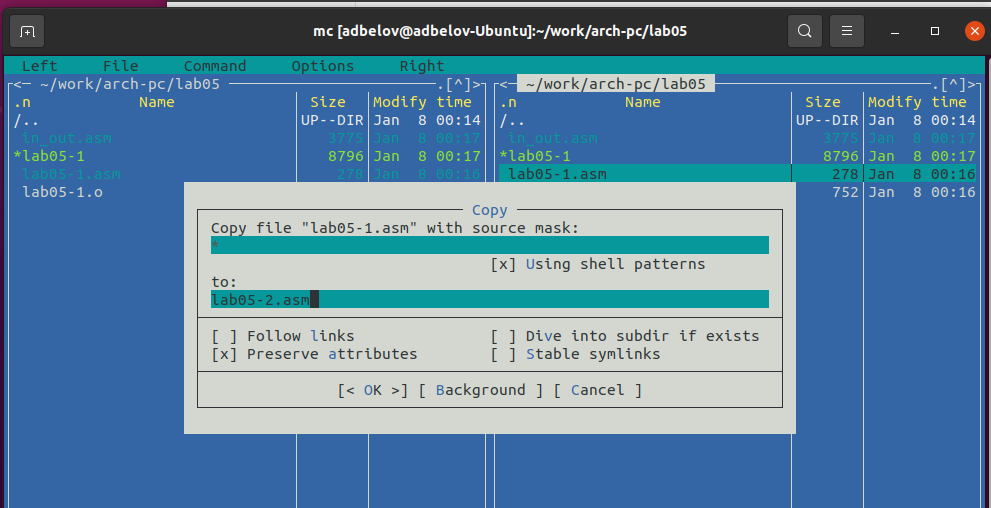 mc [adbelov@adbelov-Ubuntu]:~/work/arch-pc/lab05
Left File Command Options Right
<─ ~/work/arch-pc/lab05 .[^]>
.n Name Size Modify time
/.. UP--DIR Jan 8 00:14
in_out.asm 3775 Jan 8 00:17
*lab05-1 8796 Jan 8 00:17
lab05-1.asm 278 Jan 8 00:16
lab05-1.o
<─ ~/work/arch-pc/lab05 .[^]>
.n Name Size Modify time
/.. UP--DIR Jan 8 00:14
in_out.asm 3775 Jan 8 00:17
*lab05-1 8796 Jan 8 00:17
lab05-1.asm 278 Jan 8 00:16
752 Jan 8 00:16
Copy
Copy file "lab05-1.asm" with source mask:
*
[x] Using shell patterns
to:
lab05-2.asm
[ ] Follow links [ ] Dive into subdir if exists
[x] Preserve attributes [ ] Stable symlinks
[< OK >] [ Background ] [ Cancel ]